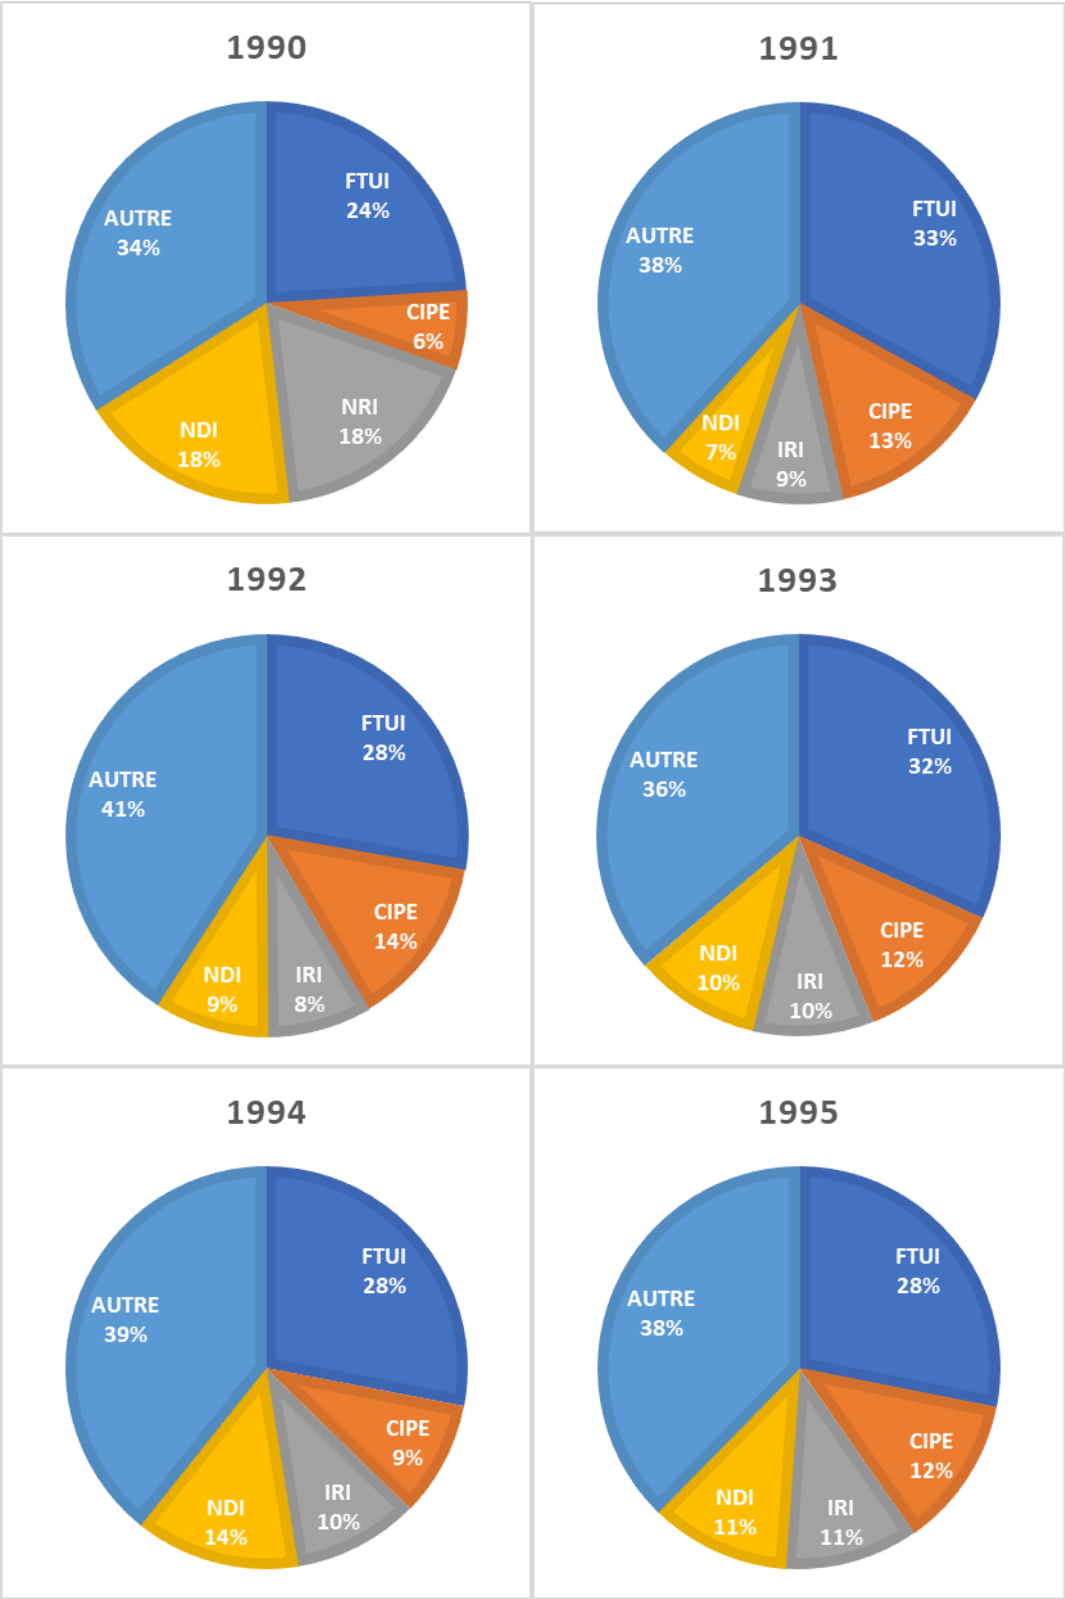 1990
FTUI
24%
CIPE
6%
NRI
18%
NDI
18%
AUTRE
34%
1991
FTUI
33%
CIPE
13%
IRI
9%
NDI
7%
AUTRE
38%
1992
FTUI
28%
CIPE
14%
IRI
8%
NDI
9%
AUTRE
41%
1993
FTUI
32%
CIPE
12%
IRI
10%
NDI
10%
AUTRE
36%
1994
FTUI
28%
CIPE
9%
IRI
10%
NDI
14%
AUTRE
39%
1995
FTUI
28%
CIPE
12%
IRI
11%
NDI
11%
AUTRE
38%